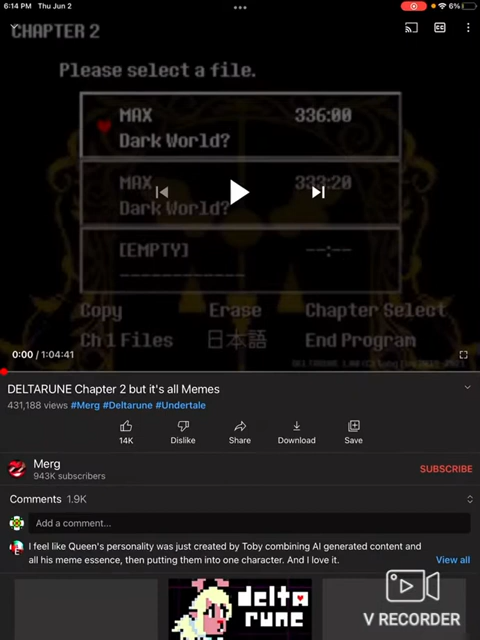 6:14 PM Thu Jun 2
6%
CHAPTER 2
Please select a file.
MAX 336:00
Dark World?
MAX 333:20
Dark World?
[EMPTY] --:--
------------
Copy Erase Chapter Select
Ch 1 Files 日本語 End Program
0:00 / 1:04:41
DELTARUNE Chapter 2 but it's all Memes
431,188 views #Merg #Deltarune #Undertale
14K Dislike Share Download Save
Merg
943K subscribers
SUBSCRIBE
Comments 1.9K
Add a comment...
I feel like Queen's personality was just created by Toby combining AI generated content and
all his meme essence, then putting them into one character. And I love it.
View all
delta
rune
V RECORDER